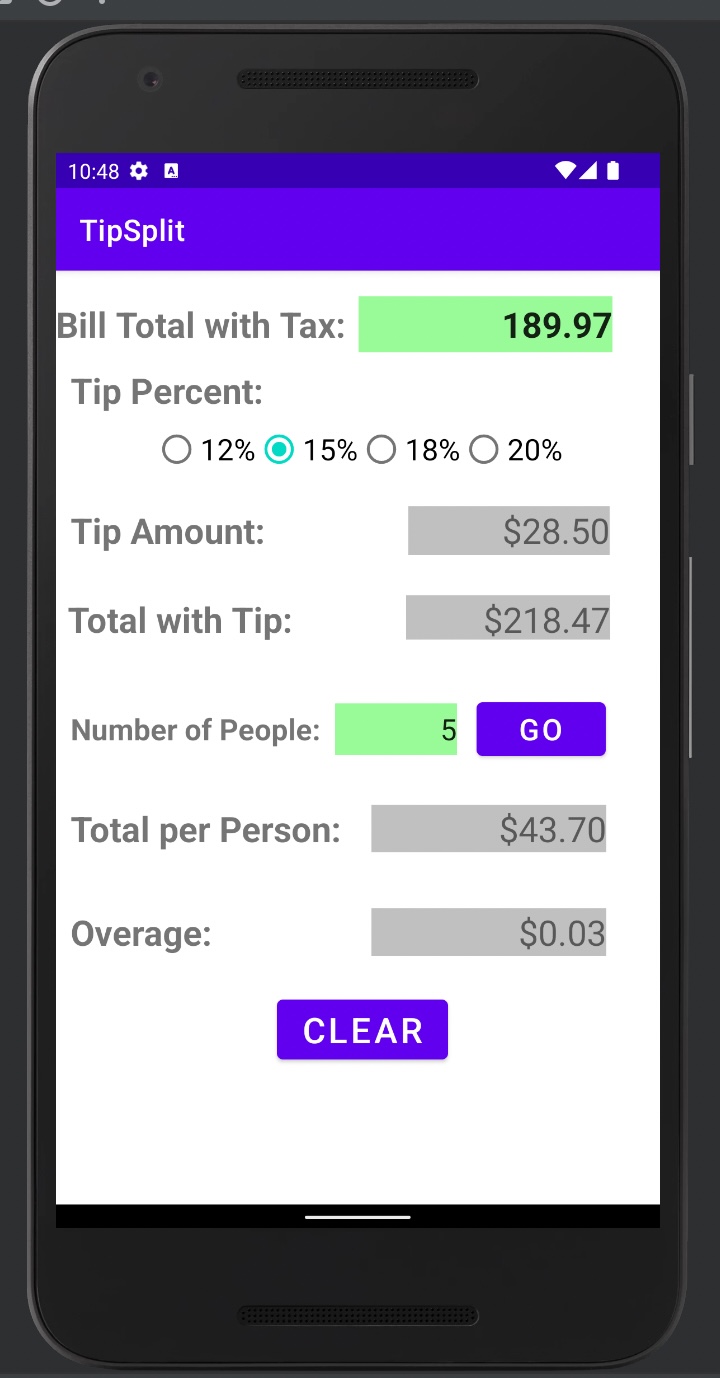 10:48
TipSplit
Bill Total with Tax: 189.97
Tip Percent:
12% 15% 18% 20%
Tip Amount: $28.50
Total with Tip: $218.47
Number of People: 5 GO
Total per Person: $43.70
Overage: $0.03
CLEAR